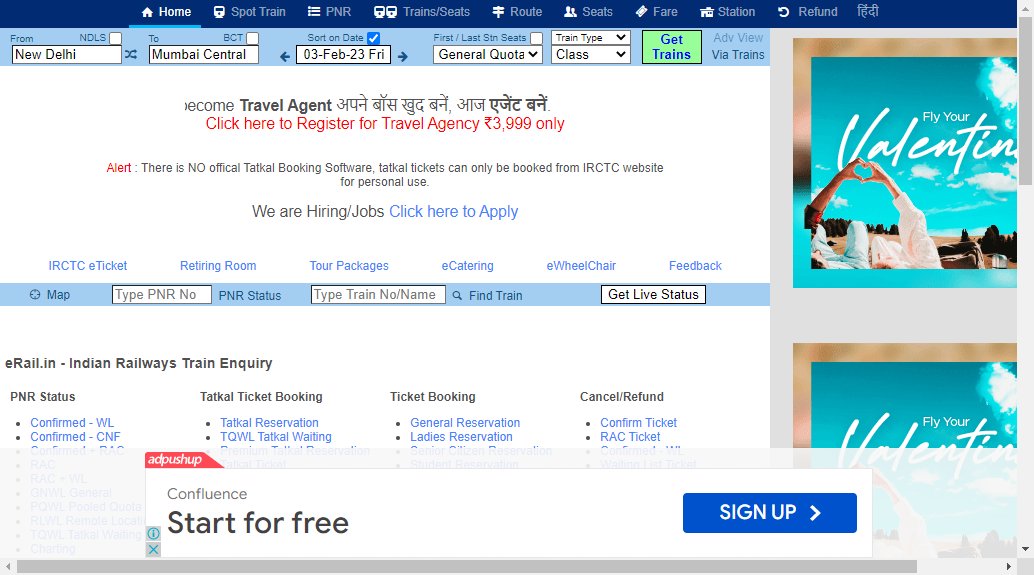 Home Spot Train PNR Trains/Seats Route Seats Fare Station Refund हिंदी
From NDLS To BCT Sort on Date First / Last Stn Seats Train Type Get Trains Adv View
New Delhi Mumbai Central 03-Feb-23 Fri General Quota Class Via Trains
ecome Travel Agent अपने बॉस खुद बनें, आज एजेंट बनें.
Click here to Register for Travel Agency ₹3,999 only
Alert : There is NO offical Tatkal Booking Software, tatkal tickets can only be booked from IRCTC website
for personal use.
We are Hiring/Jobs Click here to Apply
IRCTC eTicket Retiring Room Tour Packages eCatering eWheelChair Feedback
Map Type PNR No PNR Status Type Train No/Name Find Train Get Live Status
eRail.in - Indian Railways Train Enquiry
PNR Status Tatkal Ticket Booking Ticket Booking Cancel/Refund
Confirmed - WL Tatkal Reservation General Reservation Confirm Ticket
Confirmed - CNF TQWL Tatkal Waiting Ladies Reservation RAC Ticket
Confirmed - RAC Premium Tatkal Reservation Senior Citizen Reservation Confirmed - WL
RAC Tatkal Ticket Student Reservation Waiting List Ticket
RAC - WL
GNWL General
PQWL Pooled Quota
RLWL Remote Locati
TQWL Tatkal Waiting
Charting
Fly Your
Valentin
Fly Your
Valentin
adpushup
Confluence
Start for free
SIGN UP